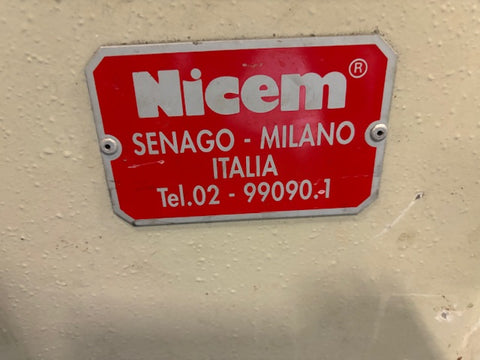 Nicem®
SENAGO - MILANO
ITALIA
Tel.02 - 99090.1